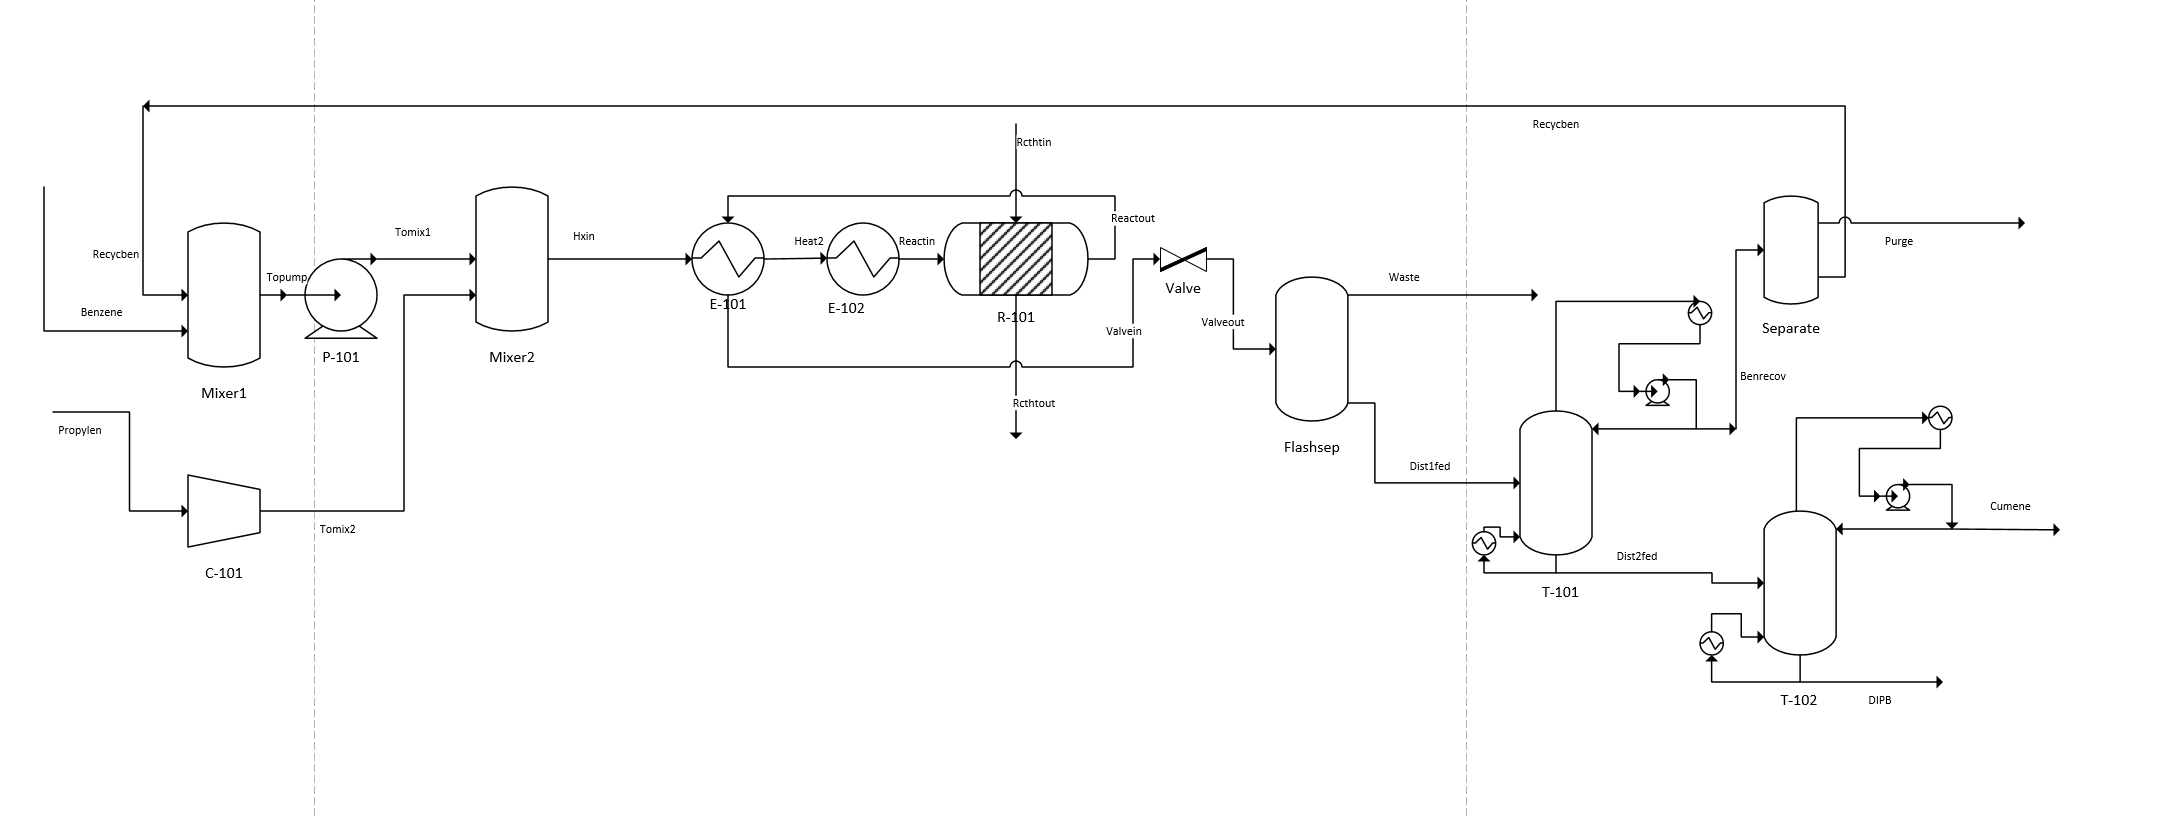 Recycben
Rcthtin
Reactout
Tomix1
Hxin
Heat2
Reactin
Purge
Recycben
Topump
Waste
Valve
E-101
E-102
Benzene
R-101
Valvein
Valveout
Separate
P-101
Mixer2
Benrecov
Mixer1
Rcthtout
Propylen
Flashsep
Dist1fed
Cumene
Tomix2
Dist2fed
C-101
T-101
T-102
DIPB